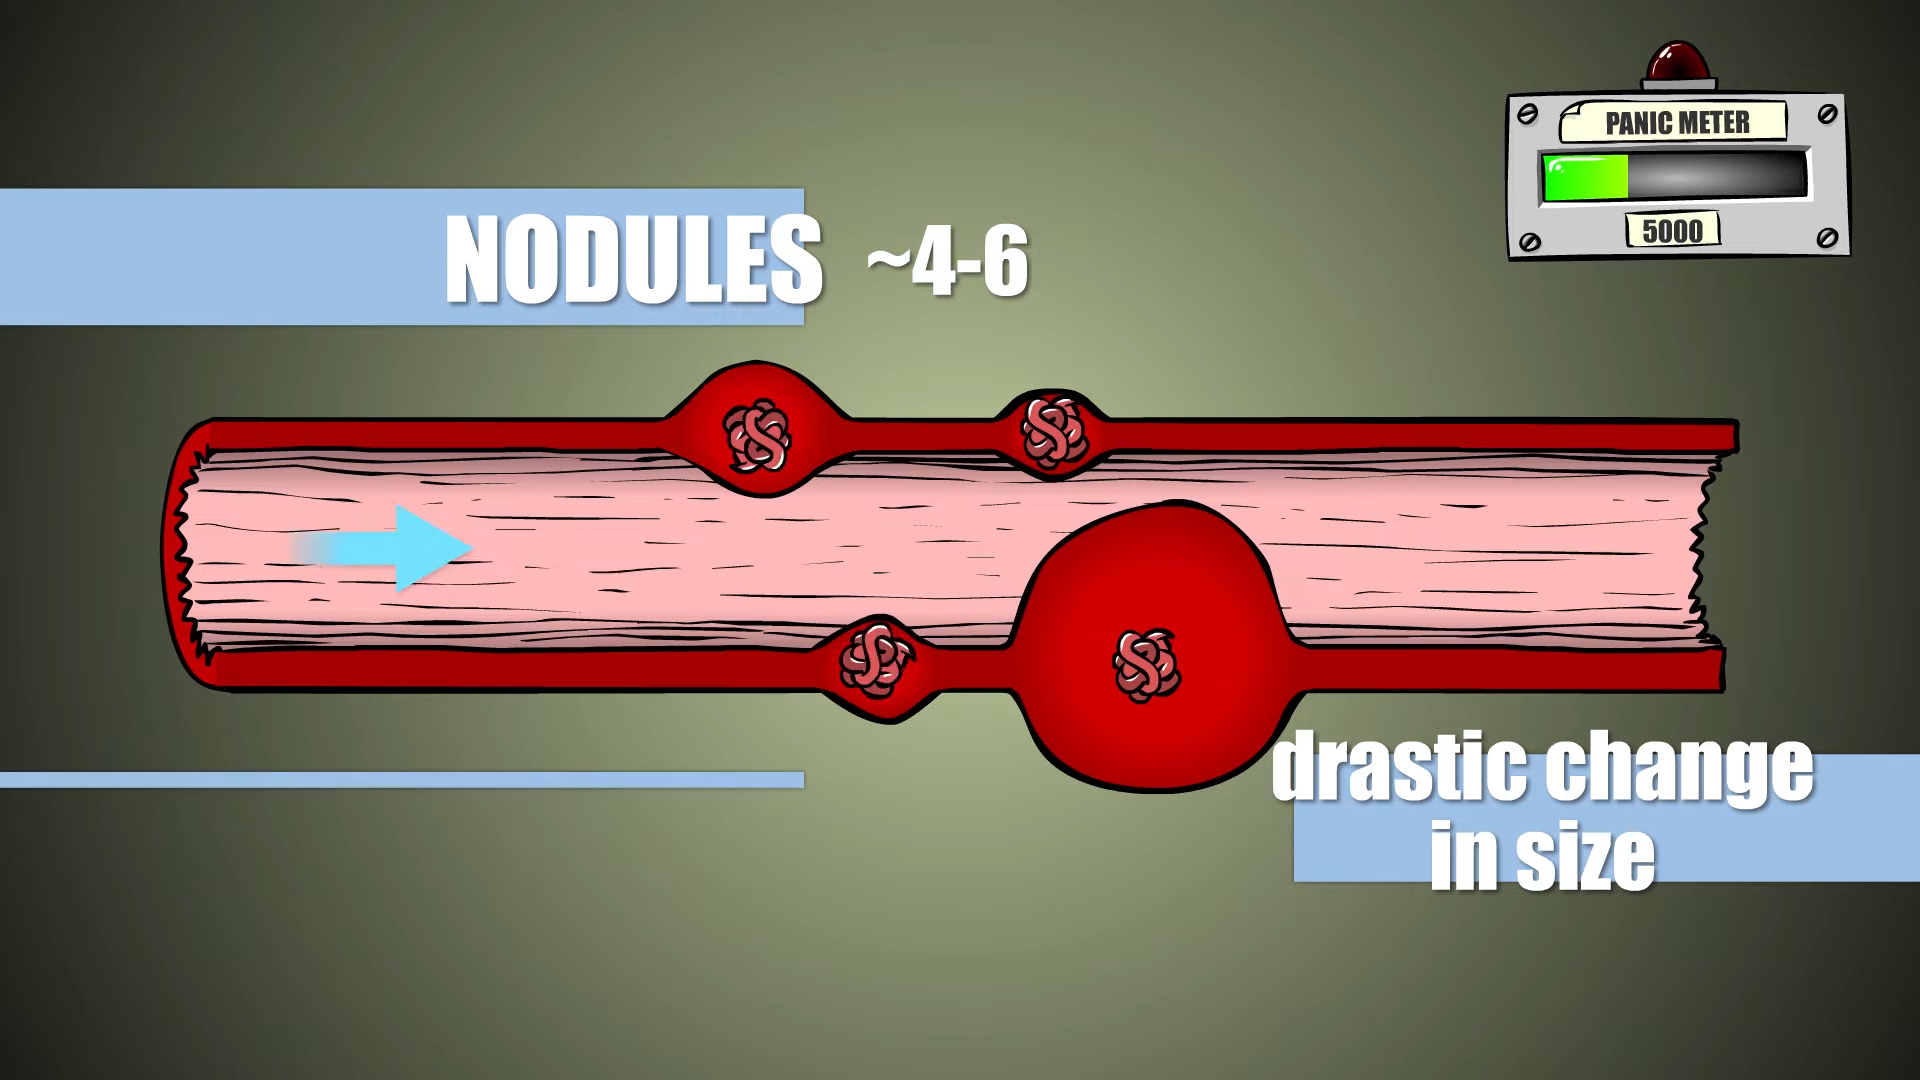 PANIC METER
5000
NODULES ~4-6
drastic change
in size